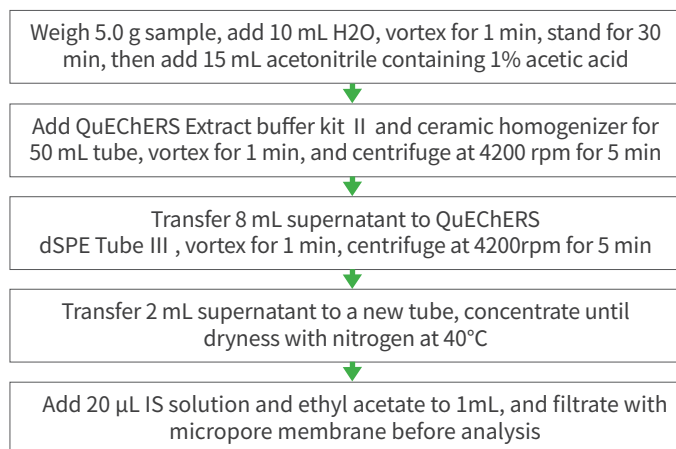 Weigh 5.0 g sample, add 10 mL H2O, vortex for 1 min, stand for 30
min, then add 15 mL acetonitrile containing 1% acetic acid
Add QuEChERS Extract buffer kit Ⅱ and ceramic homogenizer for
50 mL tube, vortex for 1 min, and centrifuge at 4200 rpm for 5 min
Transfer 8 mL supernatant to QuEChERS
dSPE Tube Ⅲ , vortex for 1 min, centrifuge at 4200rpm for 5 min
Transfer 2 mL supernatant to a new tube, concentrate until
dryness with nitrogen at 40°C
Add 20 μL IS solution and ethyl acetate to 1mL, and filtrate with
micropore membrane before analysis